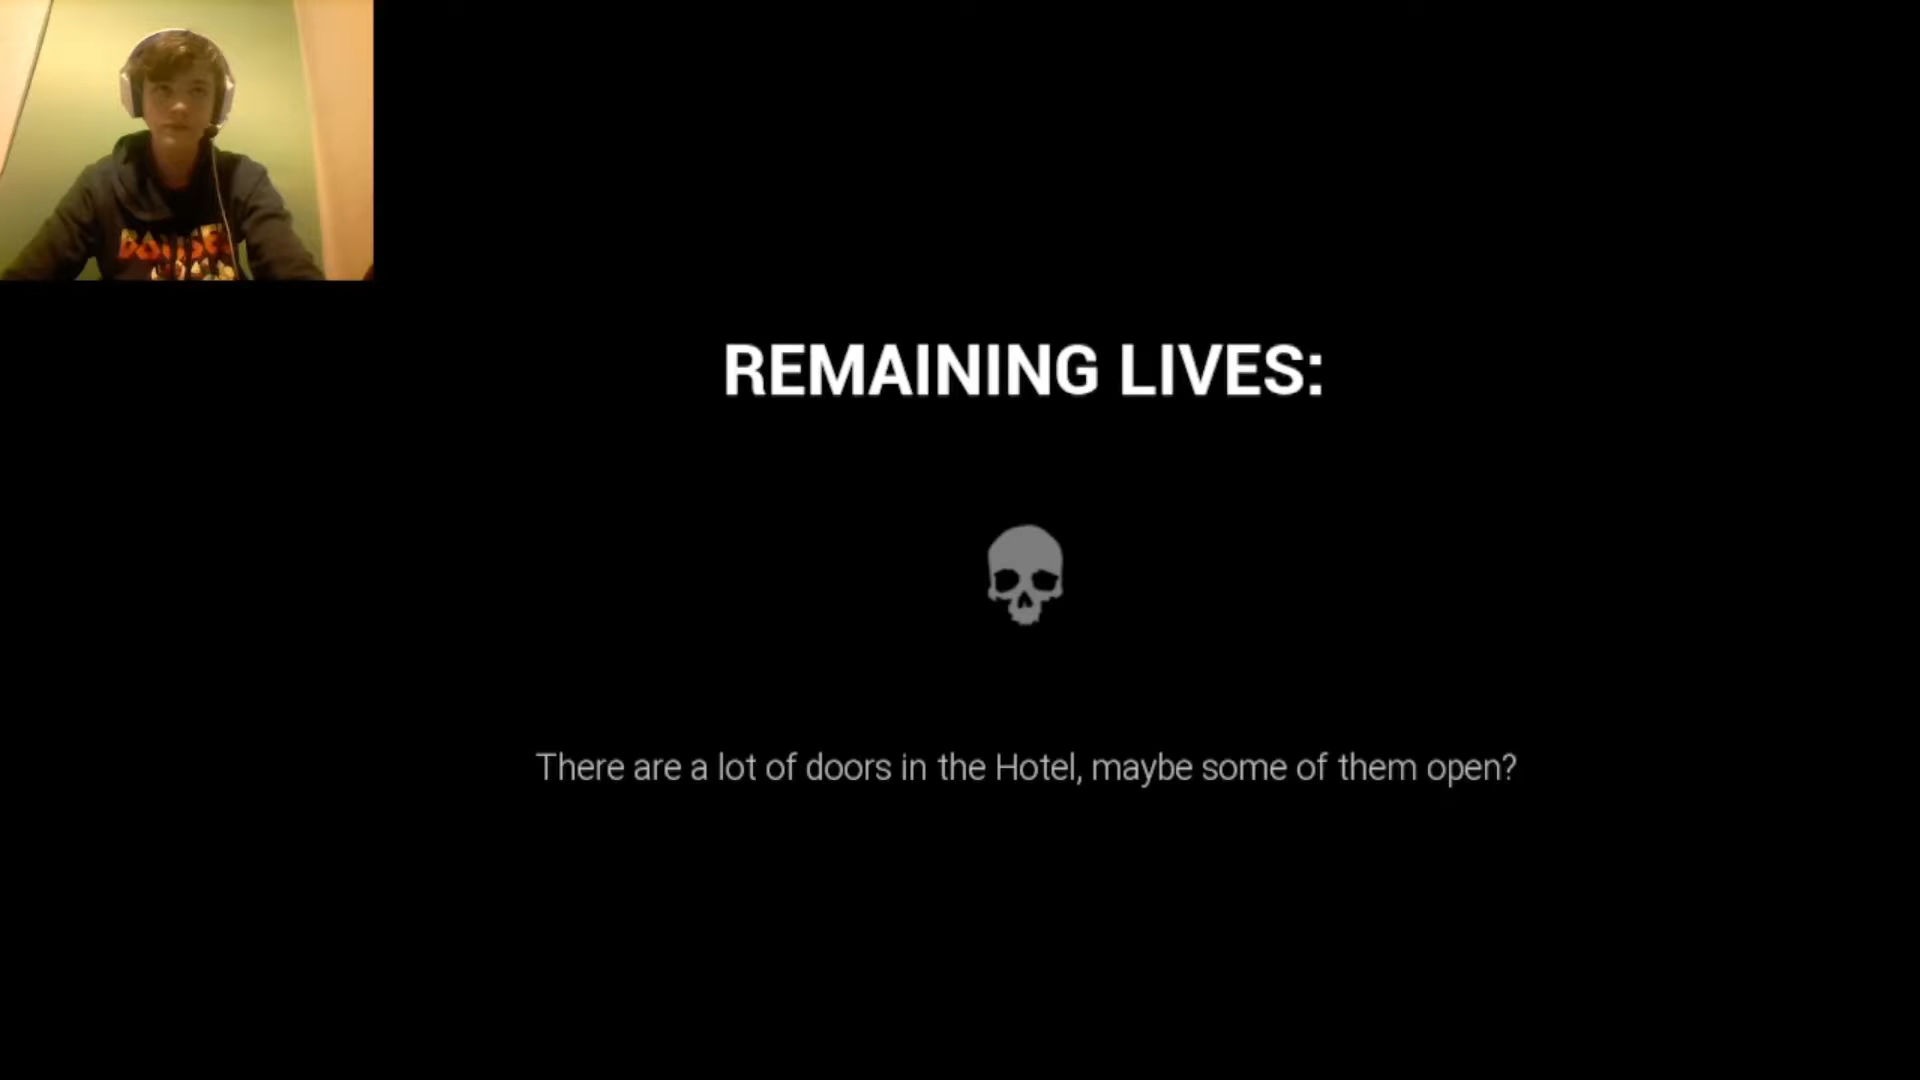 REMAINING LIVES:
There are a lot of doors in the Hotel, maybe some of them open?